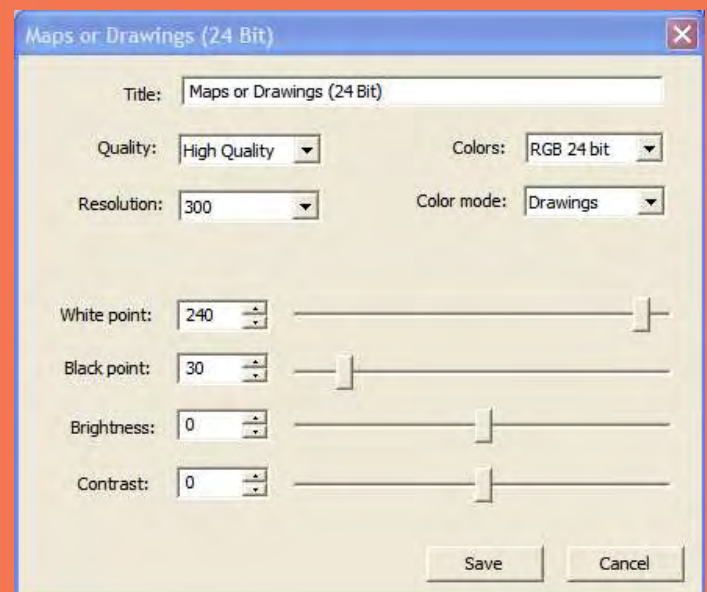 Maps or Drawings (24 Bit)
Title: Maps or Drawings (24 Bit)
Quality: High Quality Colors: RGB 24 bit
Resolution: 300 Color mode: Drawings
White point: 240
Black point: 30
Brightness: 0
Contrast: 0
Save Cancel